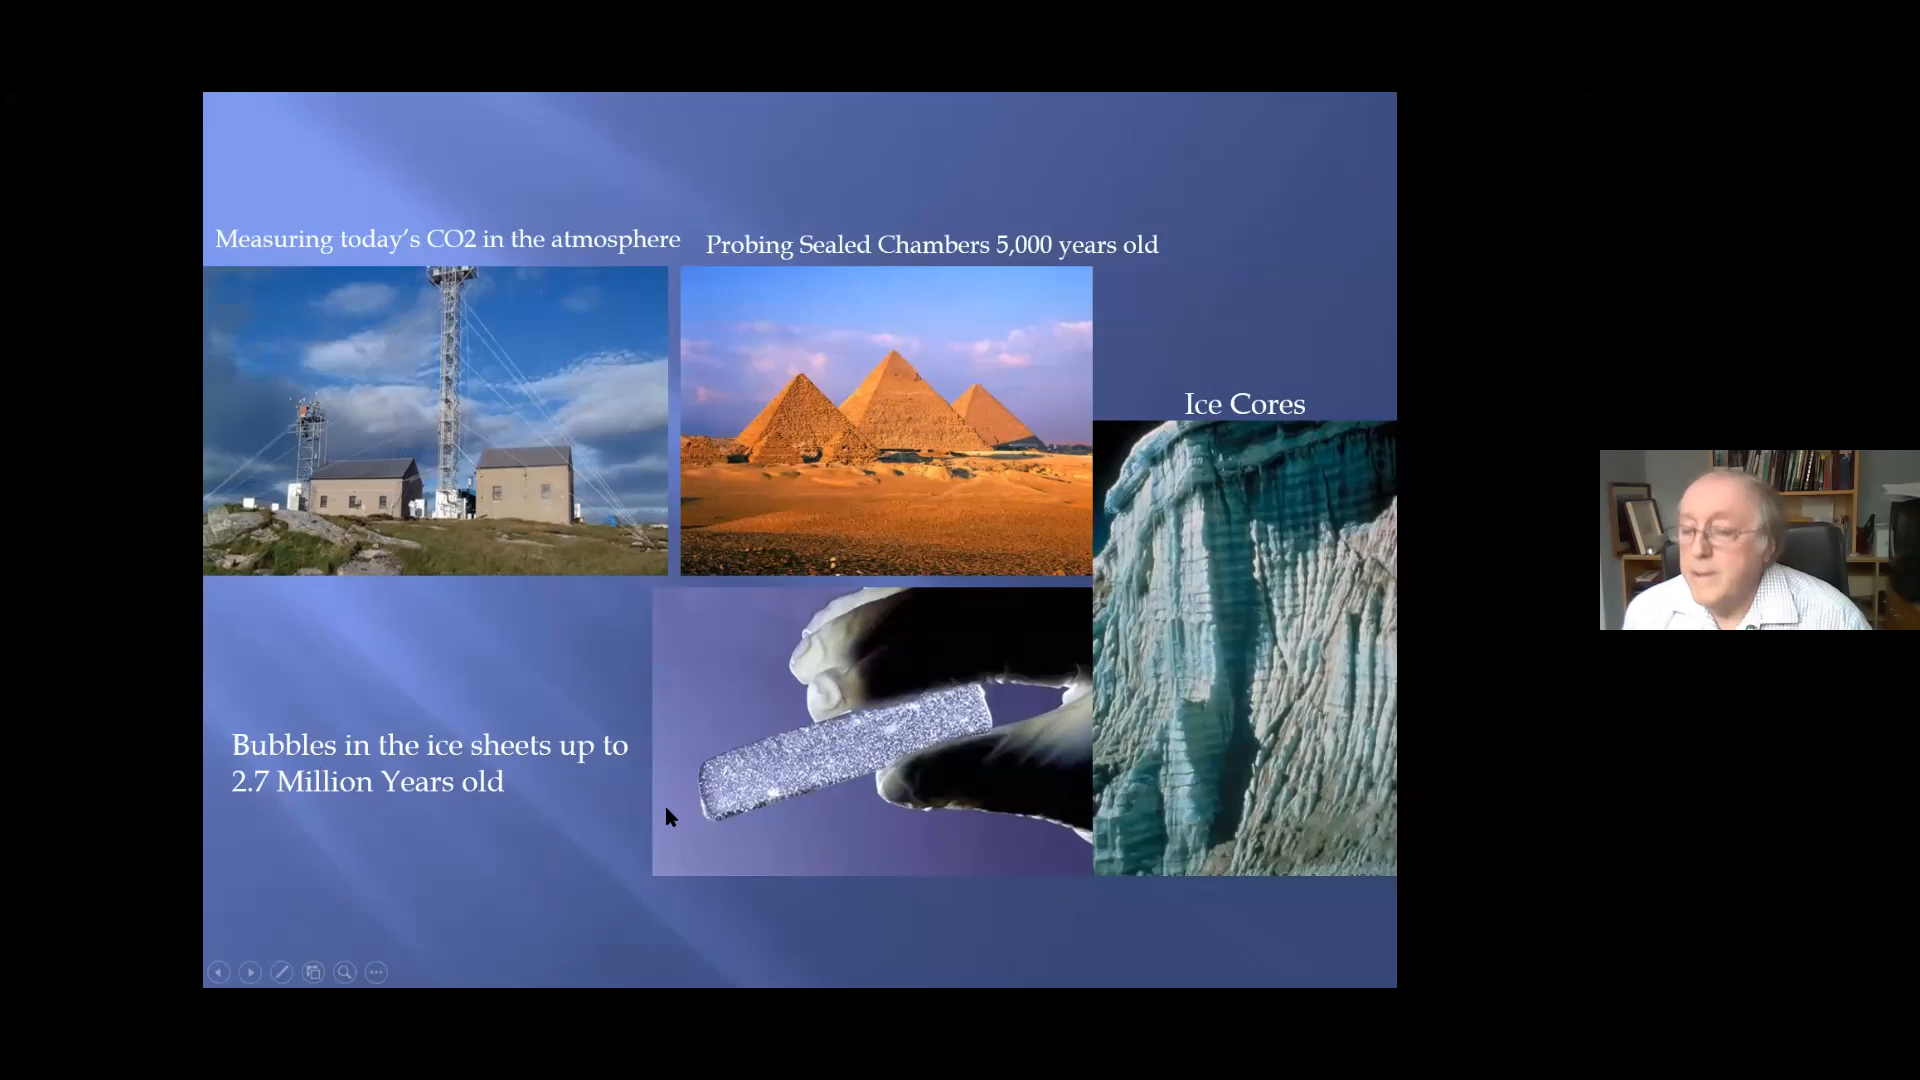 Measuring today's CO2 in the atmosphere
Probing Sealed Chambers 5,000 years old
Ice Cores
Bubbles in the ice sheets up to
2.7 Million Years old